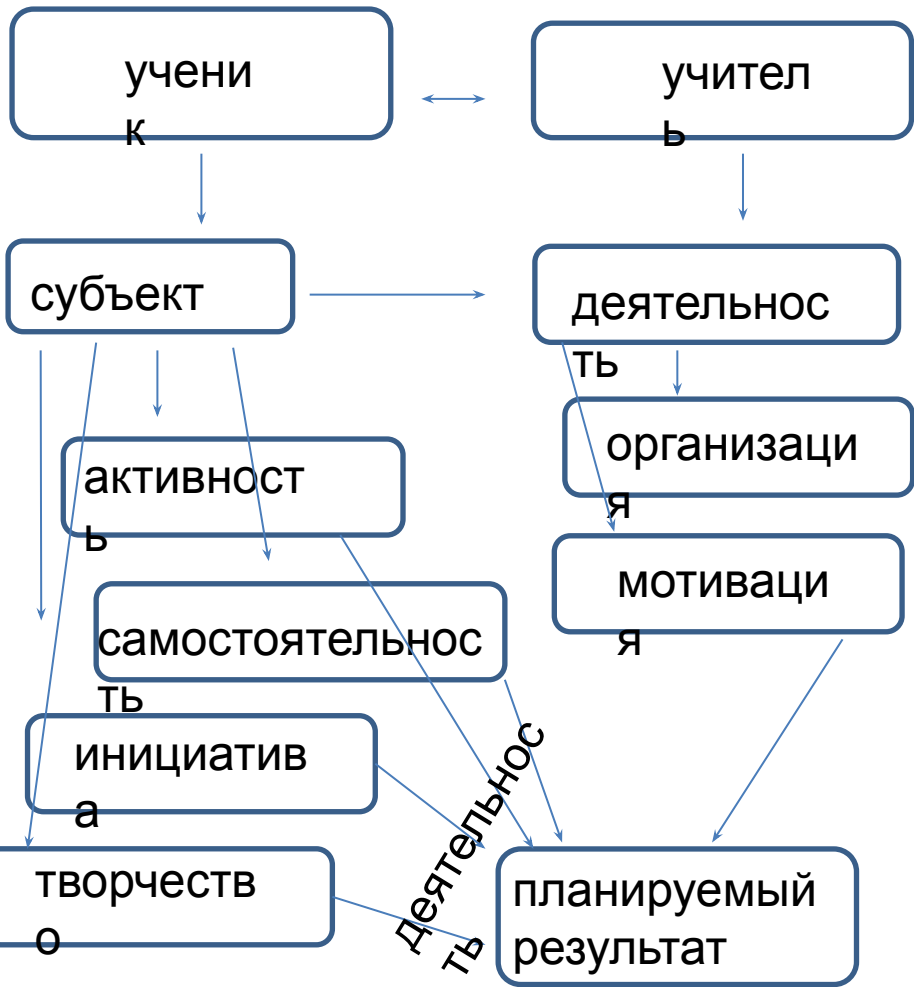 учени
к
учител
ь
субъект
деятельнос
ть
активност
ь
организаци
я
самостоятельнос
ть
мотиваци
я
инициатив
а
творчеств
о
деятельнос
ть
планируемый
результат